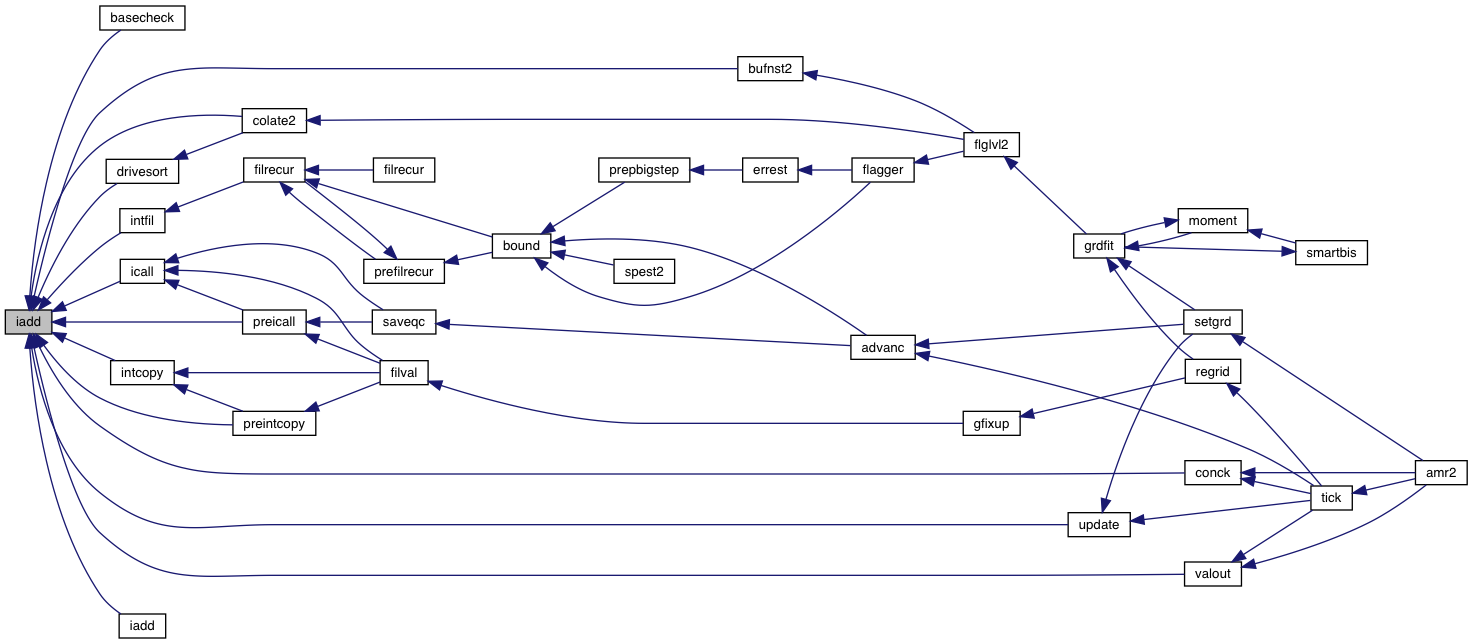 basecheck
bufnst2
colate2
flglvl2
drivesort
filrecur
filrecur
prepbigstep
errest
flagger
intfil
moment
bound
grdfit
smartbis
icall
prefilrecur
spest2
iadd
preicall
saveqc
setgrd
advanc
intcopy
filval
regrid
preintcopy
gfixup
conck
amr2
tick
update
valout
iadd